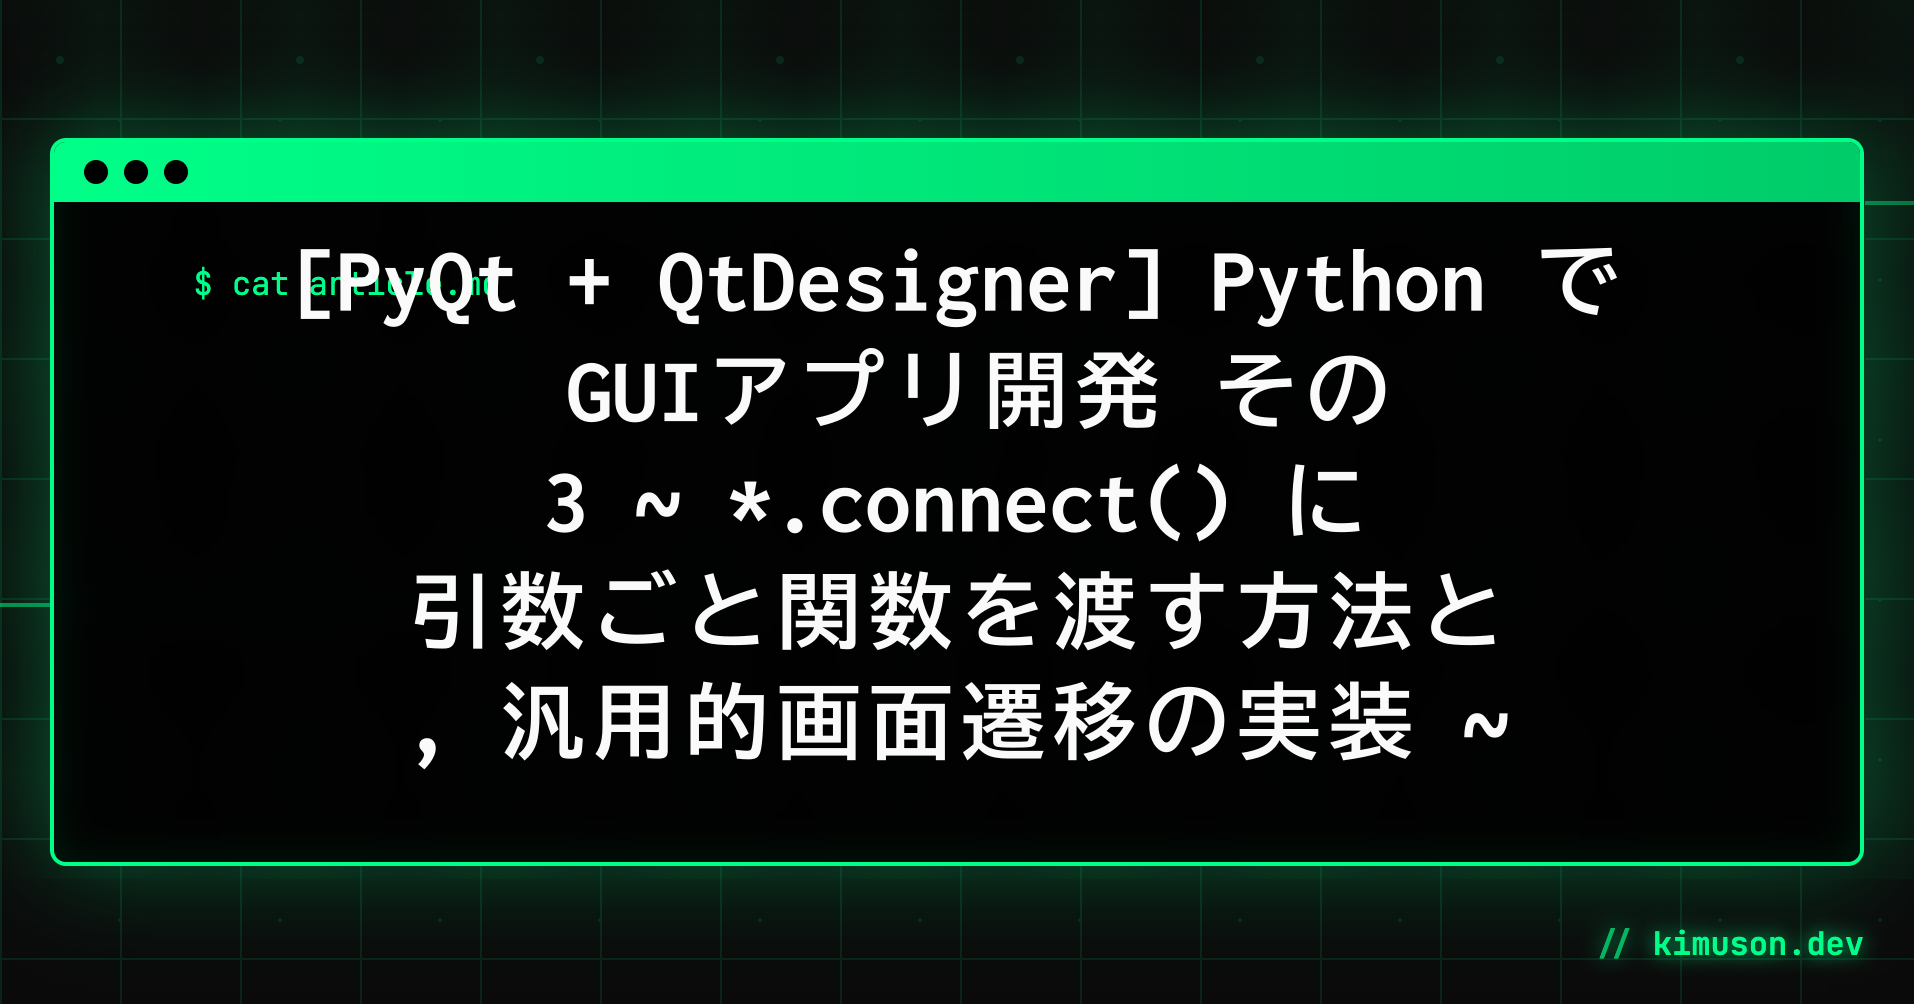 $ cat article.md
[PyQt + QtDesigner] Python で
GUIアプリ開発 その
3 ~ *.connect() に
引数ごと関数を渡す方法と
, 汎用的画面遷移の実装 ~
// kimuson.dev